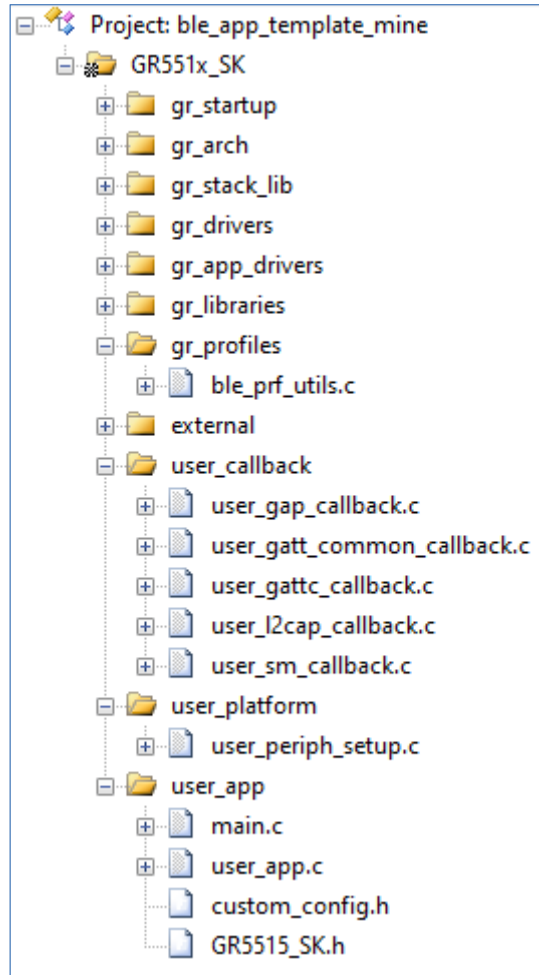 Project: ble_app_template_mine
GR551x_SK
gr_startup
gr_arch
gr_stack_lib
gr_drivers
gr_app_drivers
gr_libraries
gr_profiles
ble_prf_utils.c
external
user_callback
user_gap_callback.c
user_gatt_common_callback.c
user_gattc_callback.c
user_l2cap_callback.c
user_sm_callback.c
user_platform
user_periph_setup.c
user_app
main.c
user_app.c
custom_config.h
GR5515_SK.h